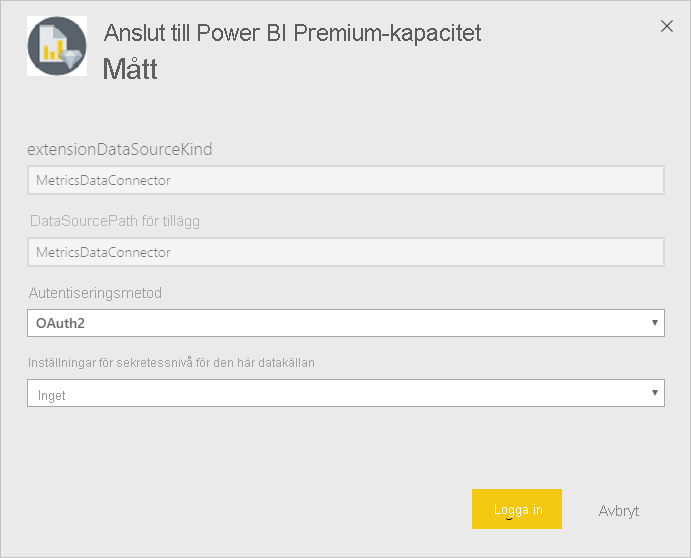 Anslut till Power BI Premium-kapacitet
Mått
extensionDataSourceKind
MetricsDataConnector
DataSourcePath för tillägg
MetricsDataConnector
Autentiseringsmetod
OAuth2
Inställningar för sekretessnivå för den här datakällan
Inget
Logga in
Avbryt